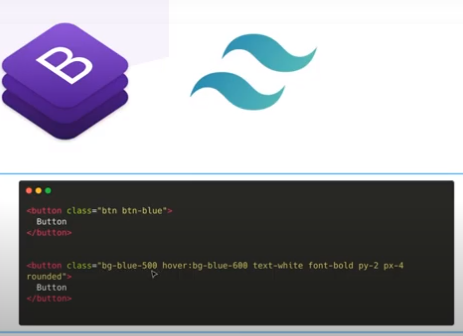 B
<button class="btn btn-blue">
Button
</button>
<button class="bg-blue-500 hover:bg-blue-600 text-white font-bold py-2 px-4
rounded">
Button
</button>